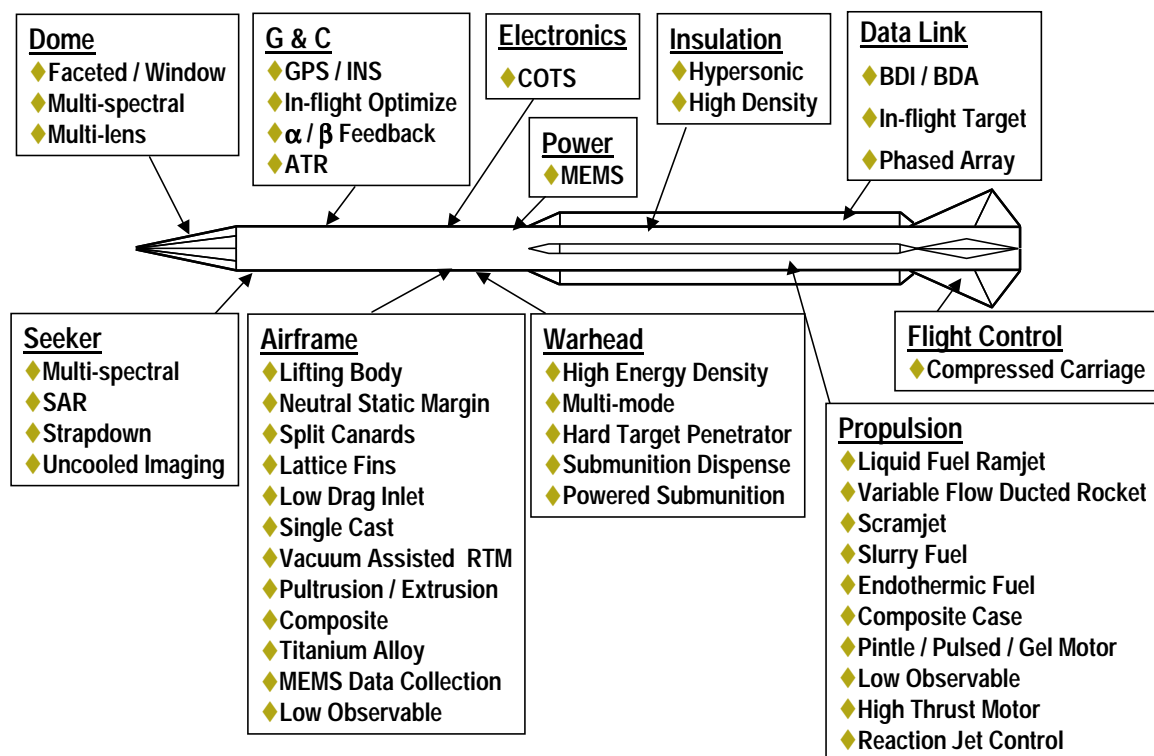 Dome
♦Faceted / Window
♦Multi-spectral
♦Multi-lens
G & C
♦GPS / INS
♦In-flight Optimize
♦α / β Feedback
♦ATR
Electronics
♦COTS
Power
♦MEMS
Insulation
♦Hypersonic
♦High Density
Data Link
♦BDI / BDA
♦In-flight Target
♦Phased Array
Seeker
♦Multi-spectral
♦SAR
♦Strapdown
♦Uncooled Imaging
Airframe
♦Lifting Body
♦Neutral Static Margin
♦Split Canards
♦Lattice Fins
♦Low Drag Inlet
♦Single Cast
♦Vacuum Assisted RTM
♦Pultrusion / Extrusion
♦Composite
♦Titanium Alloy
♦MEMS Data Collection
♦Low Observable
Warhead
♦High Energy Density
♦Multi-mode
♦Hard Target Penetrator
♦Submunition Dispense
♦Powered Submunition
Flight Control
♦Compressed Carriage
Propulsion
♦Liquid Fuel Ramjet
♦Variable Flow Ducted Rocket
♦Scramjet
♦Slurry Fuel
♦Endothermic Fuel
♦Composite Case
♦Pintle / Pulsed / Gel Motor
♦Low Observable
♦High Thrust Motor
♦Reaction Jet Control